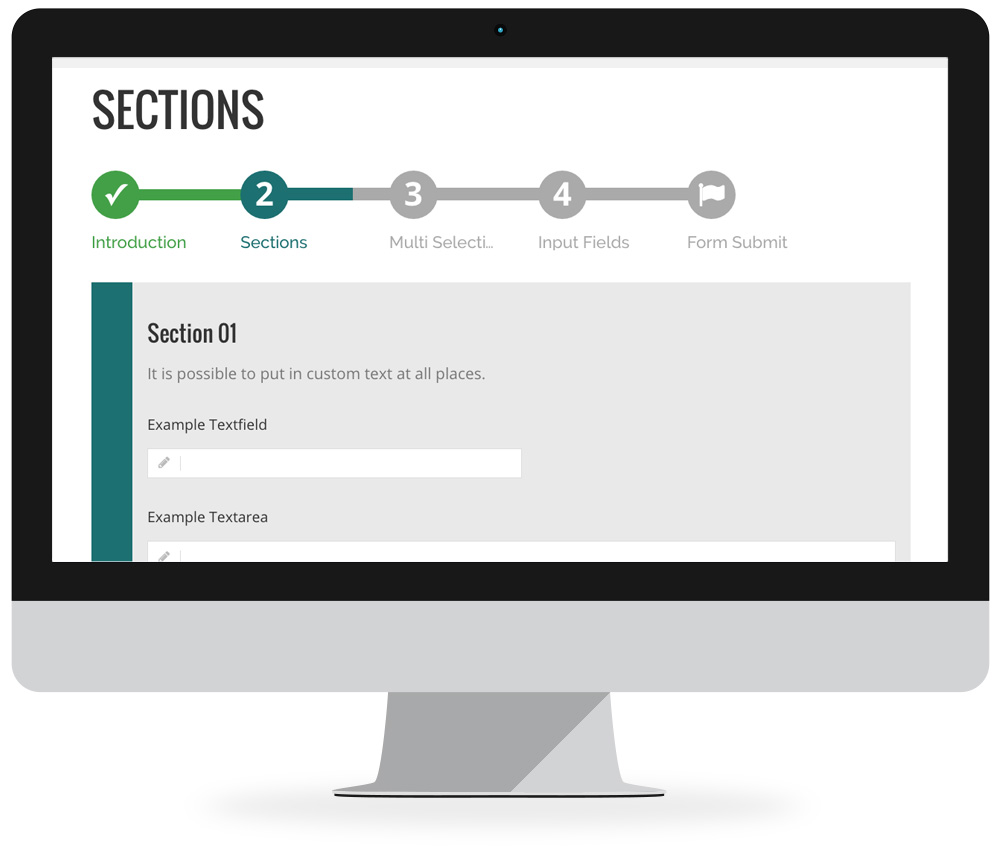 SECTIONS
2 3 4
Introduction Sections Multi Selecti... Input Fields Form Submit
Section 01
It is possible to put in custom text at all places.
Example Textfield
Example Textarea